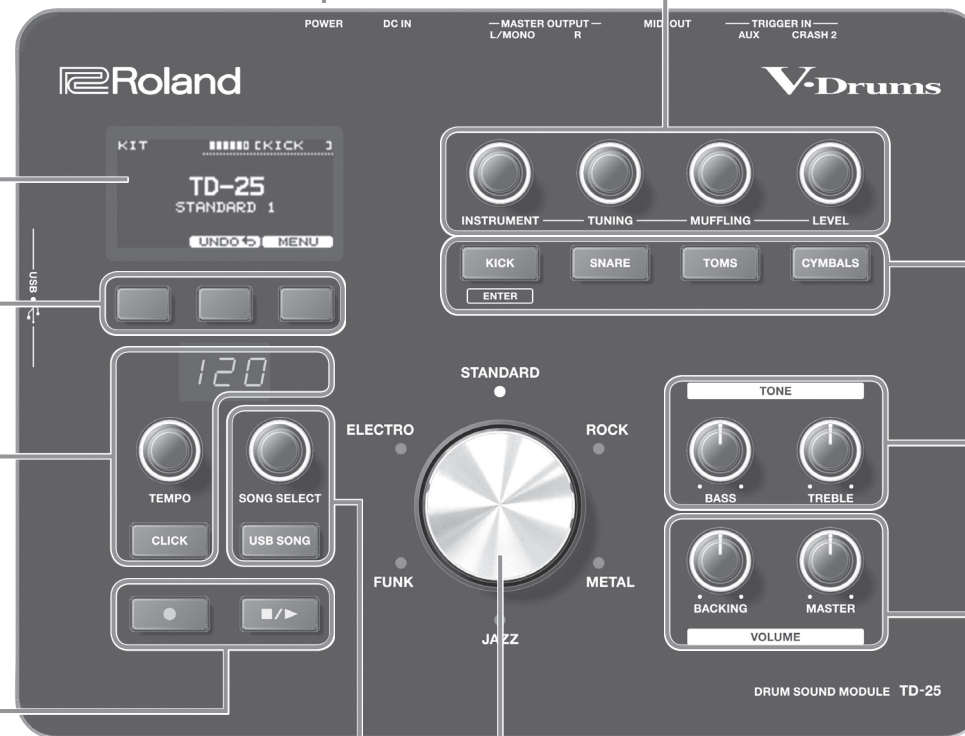 POWER DC IN MASTER OUTPUT MIDI OUT TRIGGER IN
L/MONO R AUX CRASH 2
Roland V-Drums
KIT [KICK ]
TD-25
STANDARD 1
UNDO MENU
INSTRUMENT TUNING MUFFLING LEVEL
KICK SNARE TOMS CYMBALS
ENTER
USB
120
TEMPO SONG SELECT
CLICK USB SONG
STANDARD
ELECTRO ROCK
FUNK METAL
JAZZ
TONE
BASS TREBLE
BACKING MASTER
VOLUME
DRUM SOUND MODULE TD-25